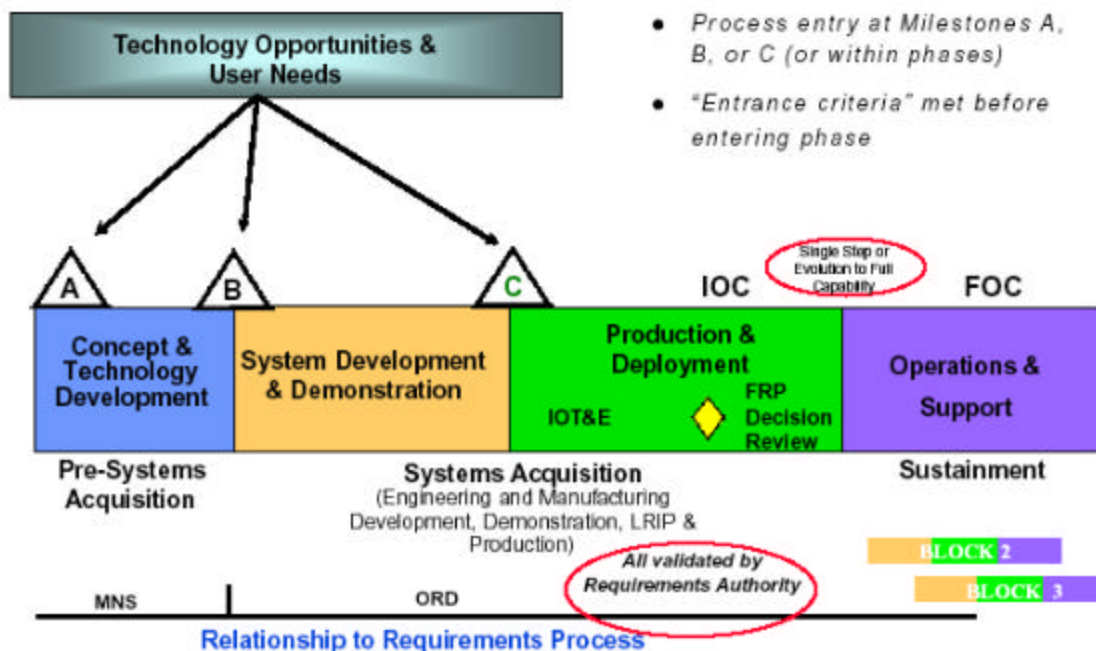 Technology Opportunities &
User Needs
● Process entry at Milestones A,
B, or C (or within phases)
● “Entrance criteria” met before
entering phase
A
B
C
IOC
Single Step or
Evolution to Full
Capability
FOC
Concept &
Technology
Development
System Development
& Demonstration
Production &
Deployment
IOT&E
FRP
Decision
Review
Operations &
Support
Pre-Systems
Acquisition
Systems Acquisition
(Engineering and Manufacturing
Development, Demonstration, LRIP &
Production)
Sustainment
BLOCK 2
BLOCK 3
All validated by
Requirements Authority
MNS
ORD
Relationship to Requirements Process